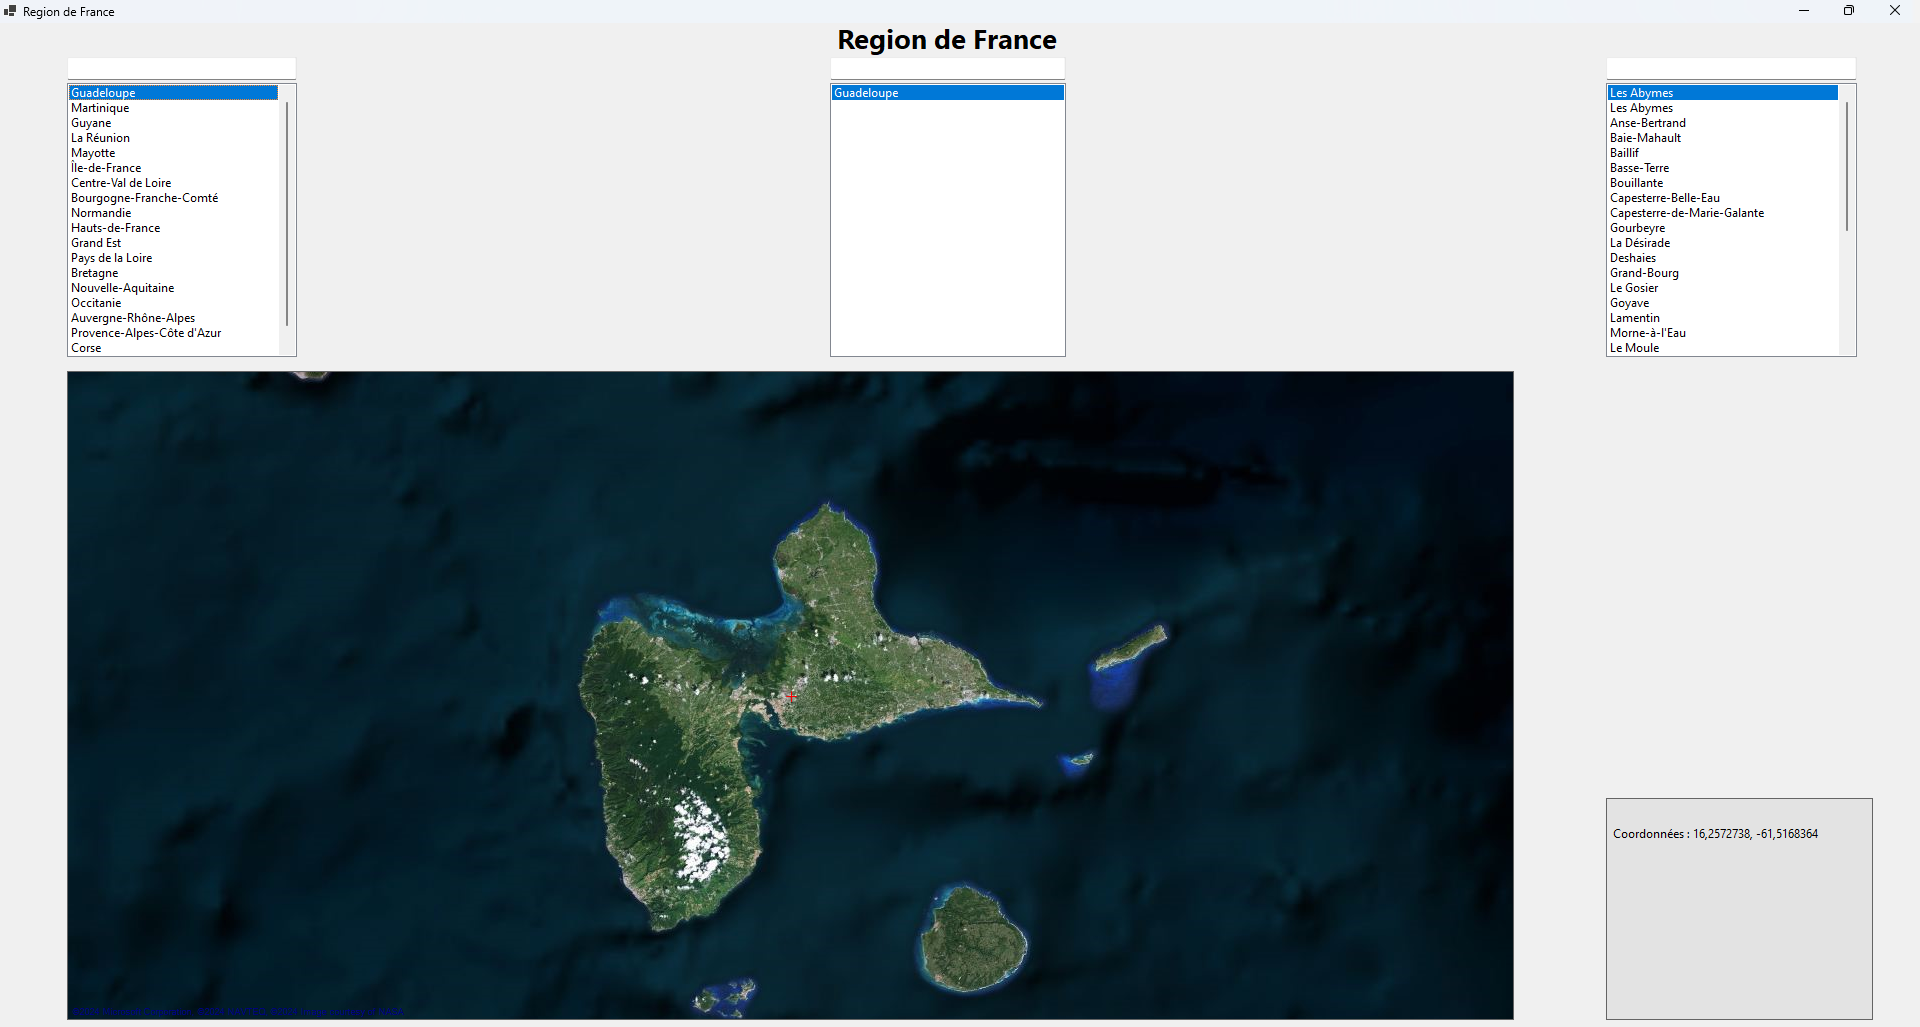 Region de France
Region de France
Guadeloupe
Martinique
Guyane
La Réunion
Mayotte
Île-de-France
Centre-Val de Loire
Bourgogne-Franche-Comté
Normandie
Hauts-de-France
Grand Est
Pays de la Loire
Bretagne
Nouvelle-Aquitaine
Occitanie
Auvergne-Rhône-Alpes
Provence-Alpes-Côte d'Azur
Corse
Guadeloupe
Les Abymes
Les Abymes
Anse-Bertrand
Baie-Mahault
Baillif
Basse-Terre
Bouillante
Capesterre-Belle-Eau
Capesterre-de-Marie-Galante
Gourbeyre
La Désirade
Deshaies
Grand-Bourg
Le Gosier
Goyave
Lamentin
Morne-à-l'Eau
Le Moule
Coordonnées : 16,2572738, -61,5168364